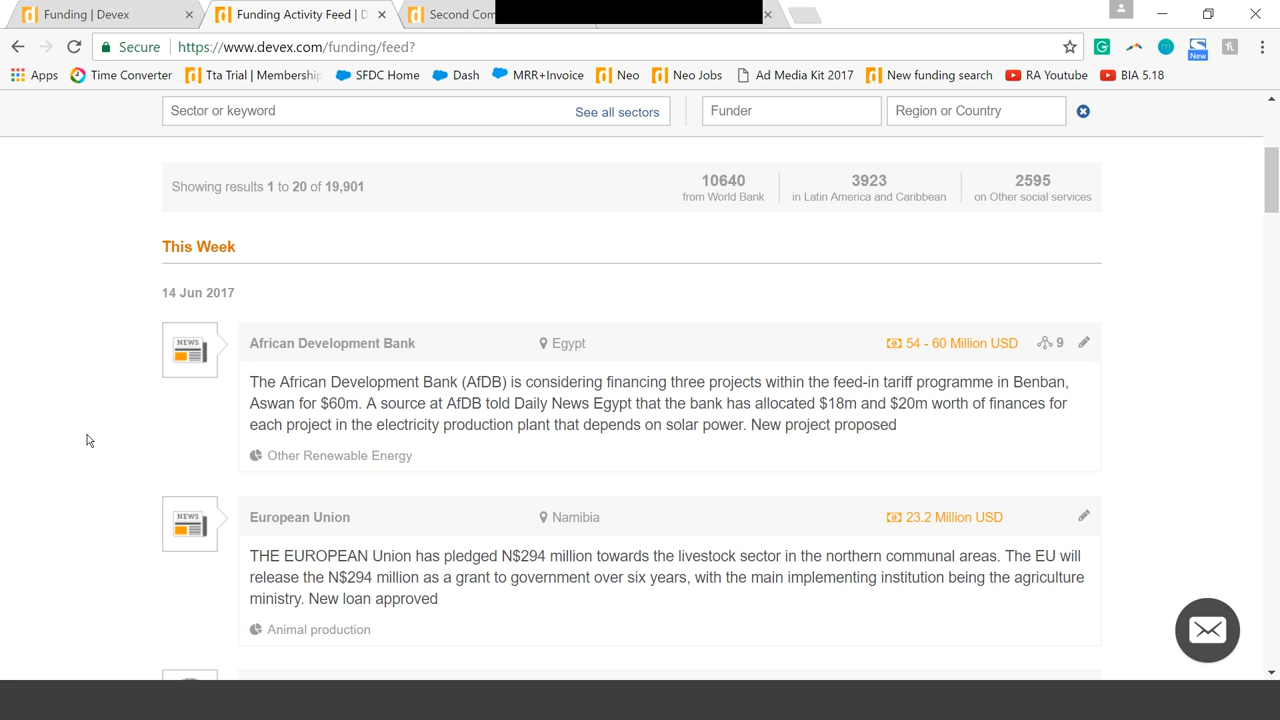 Funding | Devex
Funding Activity Feed | D
Second Com
Secure https://www.devex.com/funding/feed?
New
Apps Time Converter Tta Trial | Membership SFDC Home Dash MRR+Invoice Neo Neo Jobs Ad Media Kit 2017 New funding search RA Youtube BIA 5.18
Sector or keyword See all sectors Funder Region or Country
Showing results 1 to 20 of 19,901
10640 3923 2595
from World Bank in Latin America and Caribbean on Other social services
This Week
14 Jun 2017
NEWS
African Development Bank Egypt 54 - 60 Million USD 9
The African Development Bank (AfDB) is considering financing three projects within the feed-in tariff programme in Benban,
Aswan for $60m. A source at AfDB told Daily News Egypt that the bank has allocated $18m and $20m worth of finances for
each project in the electricity production plant that depends on solar power. New project proposed
Other Renewable Energy
NEWS
European Union Namibia 23.2 Million USD
THE EUROPEAN Union has pledged N$294 million towards the livestock sector in the northern communal areas. The EU will
release the N$294 million as a grant to government over six years, with the main implementing institution being the agriculture
ministry. New loan approved
Animal production